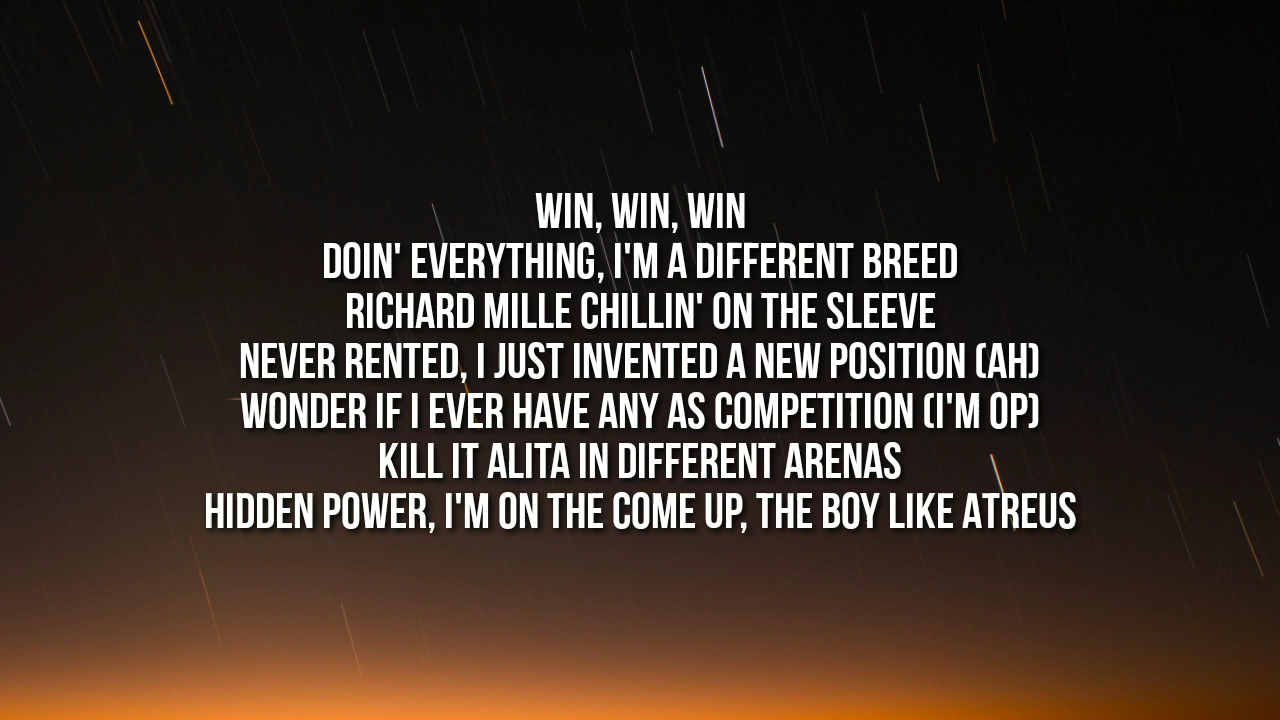 WIN, WIN, WIN
DOIN' EVERYTHING, I'M A DIFFERENT BREED
RICHARD MILLE CHILLIN' ON THE SLEEVE
NEVER RENTED, I JUST INVENTED A NEW POSITION (AH)
WONDER IF I EVER HAVE ANY AS COMPETITION (I'M OP)
KILL IT ALITA IN DIFFERENT ARENAS
HIDDEN POWER, I'M ON THE COME UP, THE BOY LIKE ATREUS